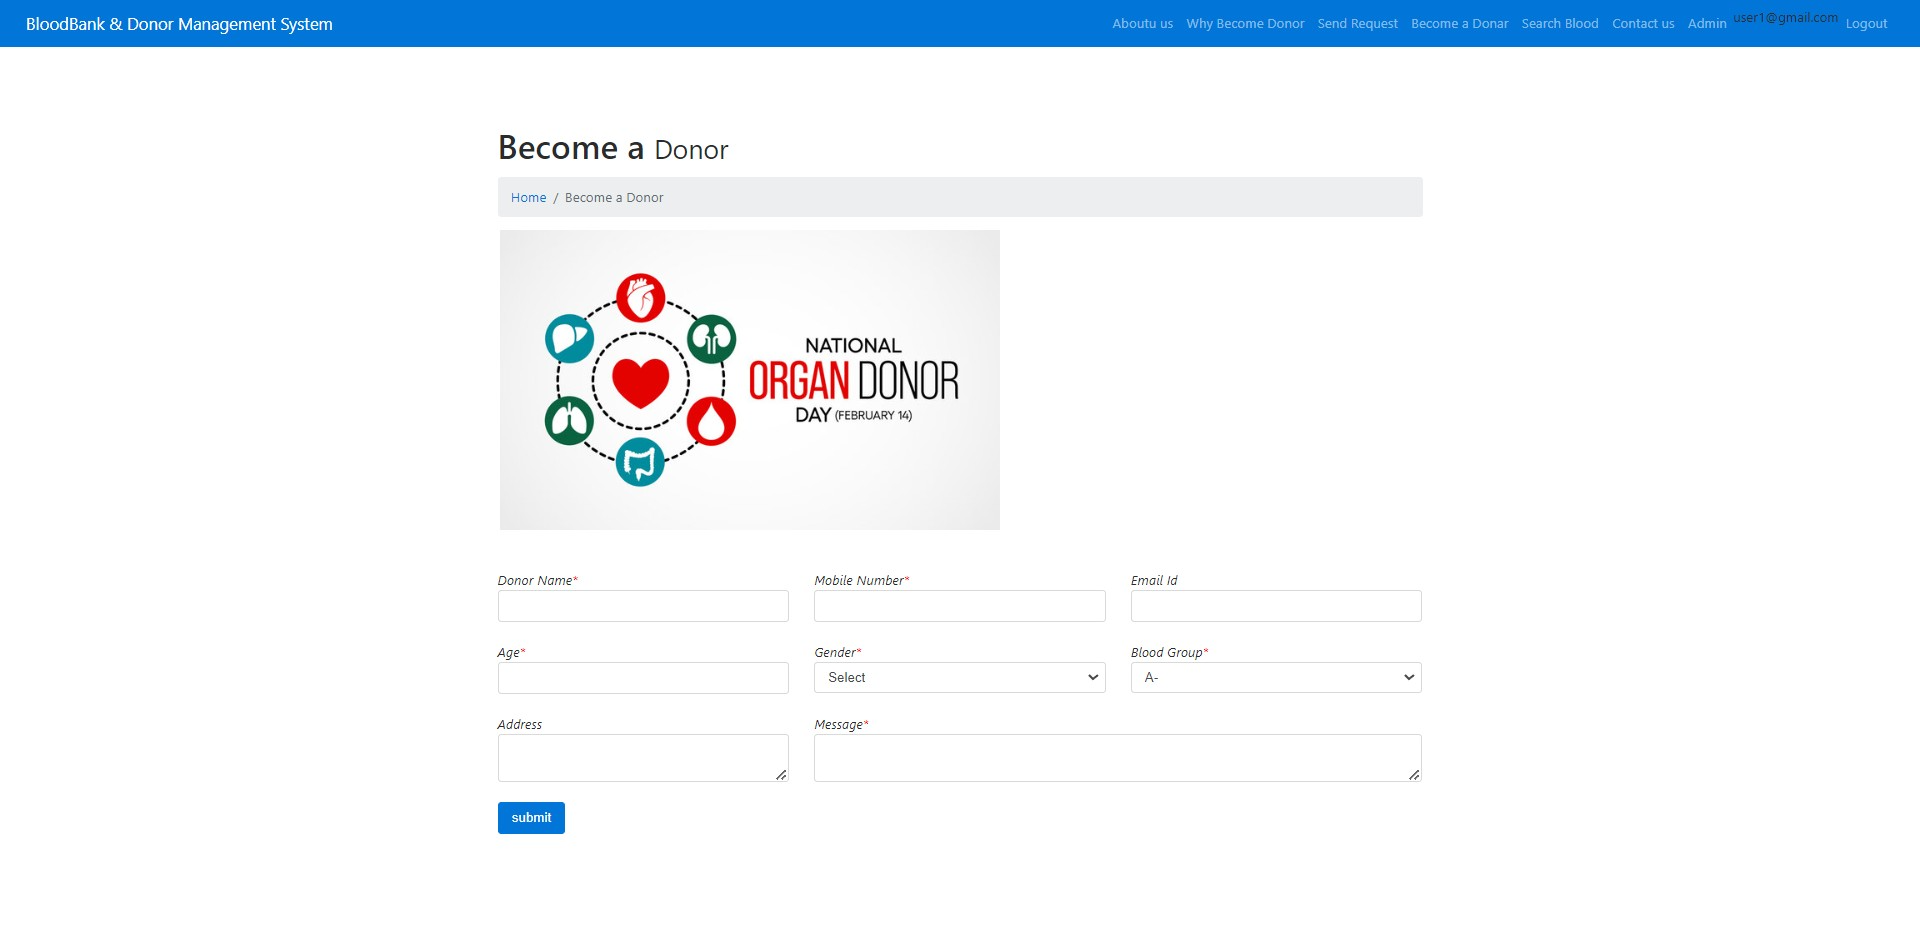 BloodBank & Donor Management System
Aboutu us Why Become Donor Send Request Become a Donar Search Blood Contact us Admin user1@gmail.com Logout
Become a Donor
Home / Become a Donor
NATIONAL
ORGAN DONOR
DAY (FEBRUARY 14)
Donor Name* Mobile Number* Email Id
Age* Gender* Blood Group*
Select A-
Address Message*
submit